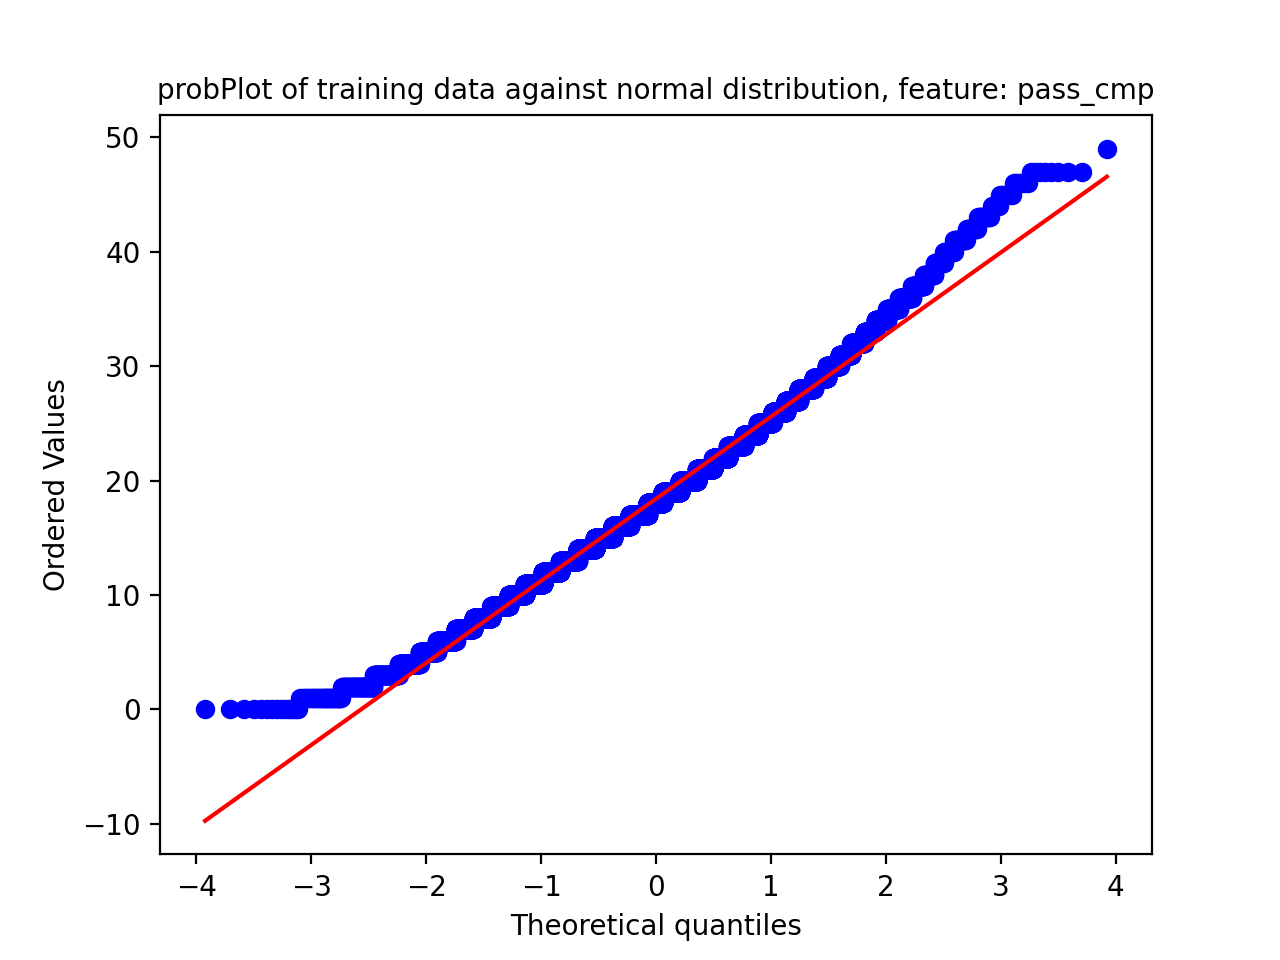 probPlot of training data against normal distribution, feature: pass_cmp
50
40
30
20
10
0
−10
Ordered Values
−4 −3 −2 −1 0 1 2 3 4
Theoretical quantiles